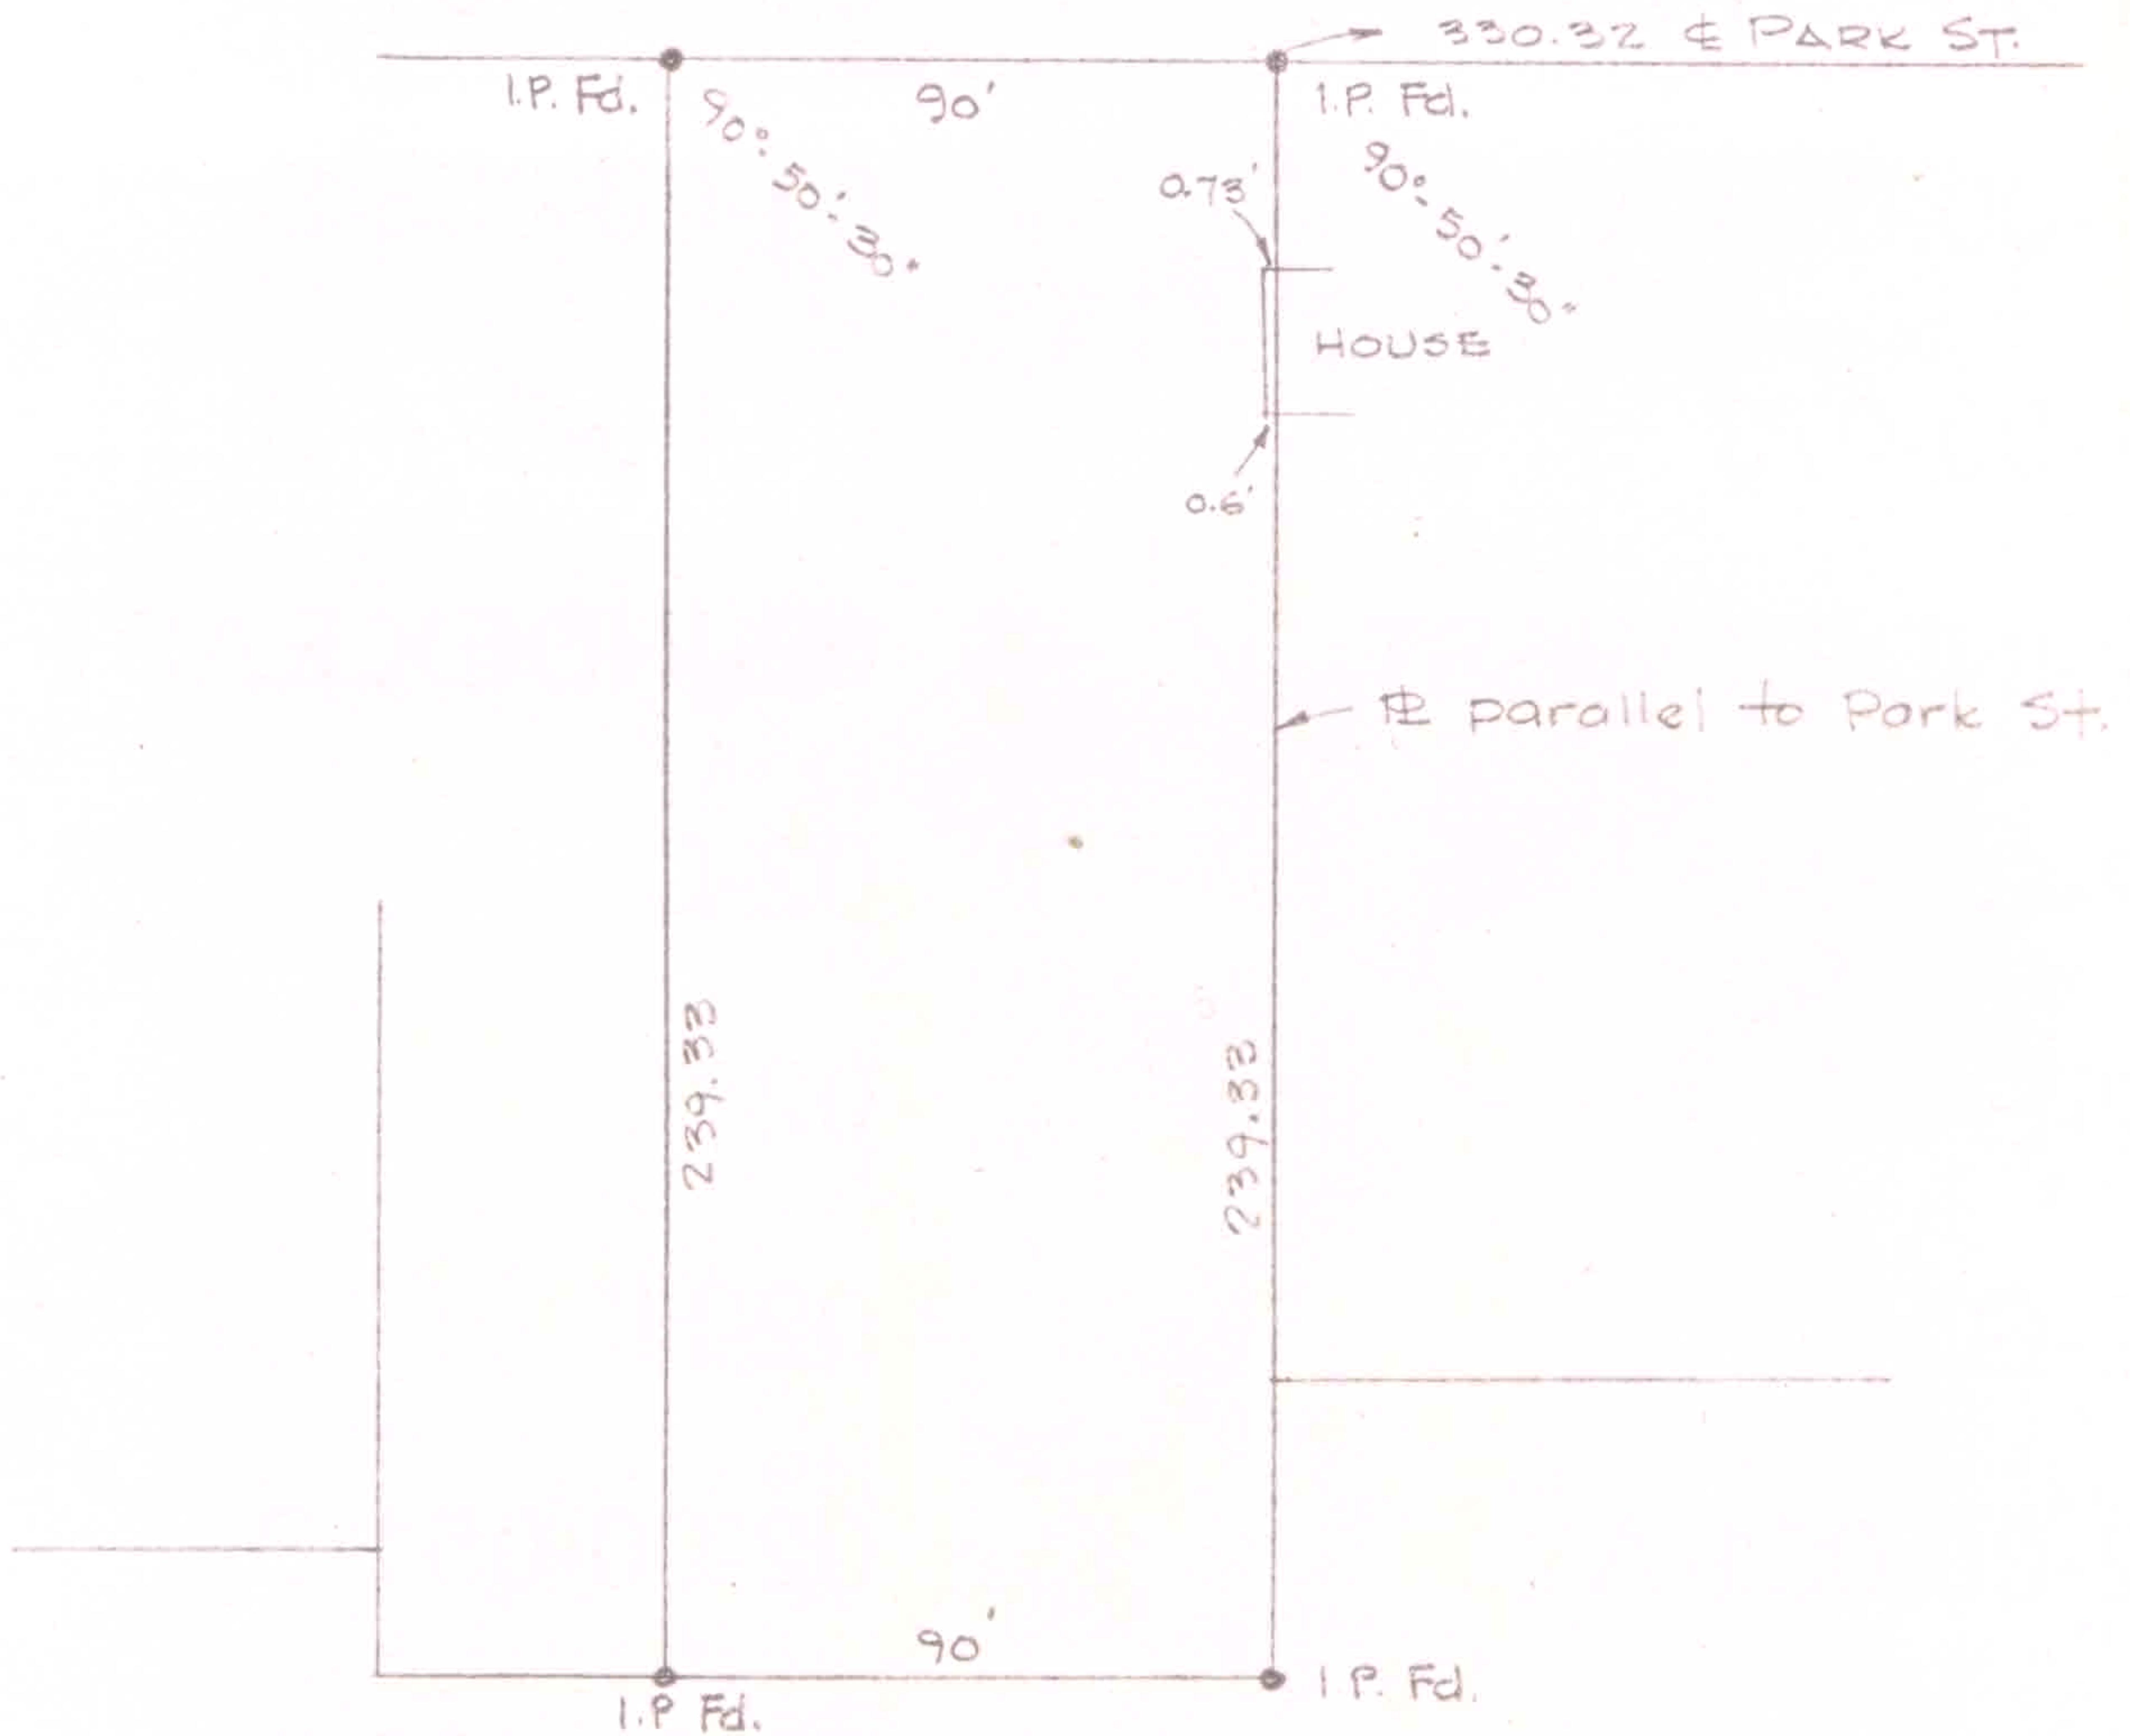 330.32 ℄ PARK ST.
I.P. Fd.
90'
I.P. Fd.
90°-50'-30"
90°-50'-30"
0.73'
HOUSE
0.6'
℄ parallel to Park St.
239.33
239.33
90'
I.P Fd.
I P. Fd.